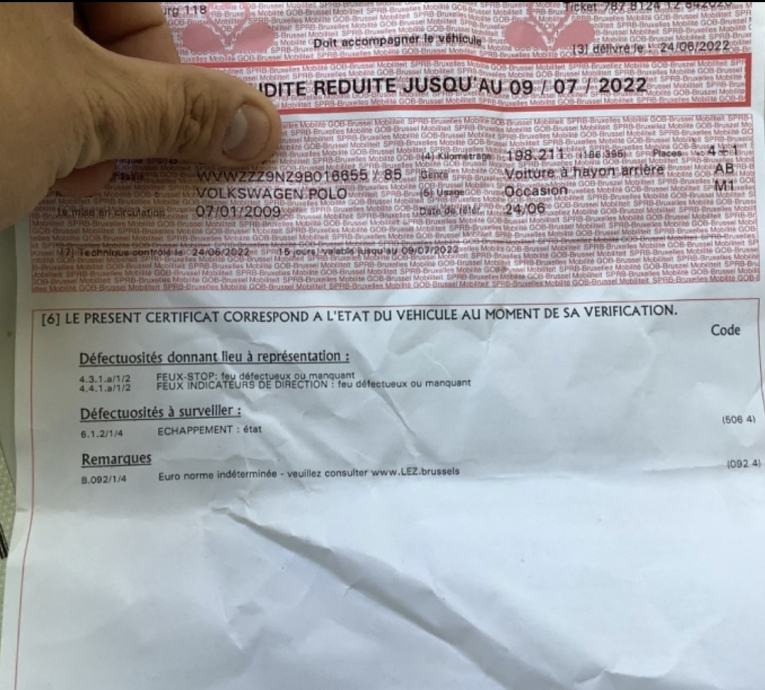 rg 118
Ticket 787 8124 12
Doit accompagner le véhicule
[3] délivré le : 24/06/2022
DITE REDUITE JUSQU'AU 09 / 07 / 2022
(4) Kilométrage 198.211 (186 395) Places 4+1
WVWZZZ9NZ9B016655 / 85 Genre Voiture à hayon arrière AB
VOLKSWAGEN POLO (5) Usage Occasion M1
1e mise en circulation 07/01/2009 Date de réf. 24/06
[7] Technique contrôlé le 24/06/2022 15 jours valable jusqu'au 09/07/2022
[6] LE PRESENT CERTIFICAT CORRESPOND A L'ETAT DU VEHICULE AU MOMENT DE SA VERIFICATION.
Code
Défectuosités donnant lieu à représentation :
4.3.1.a/1/2 FEUX-STOP: feu défectueux ou manquant
4.4.1.a/1/2 FEUX INDICATEURS DE DIRECTION : feu défectueux ou manquant
Défectuosités à surveiller :
6.1.2/1/4 ECHAPPEMENT : état (506 4)
Remarques
8.092/1/4 Euro norme indéterminée - veuillez consulter www.LEZ.brussels (092 4)